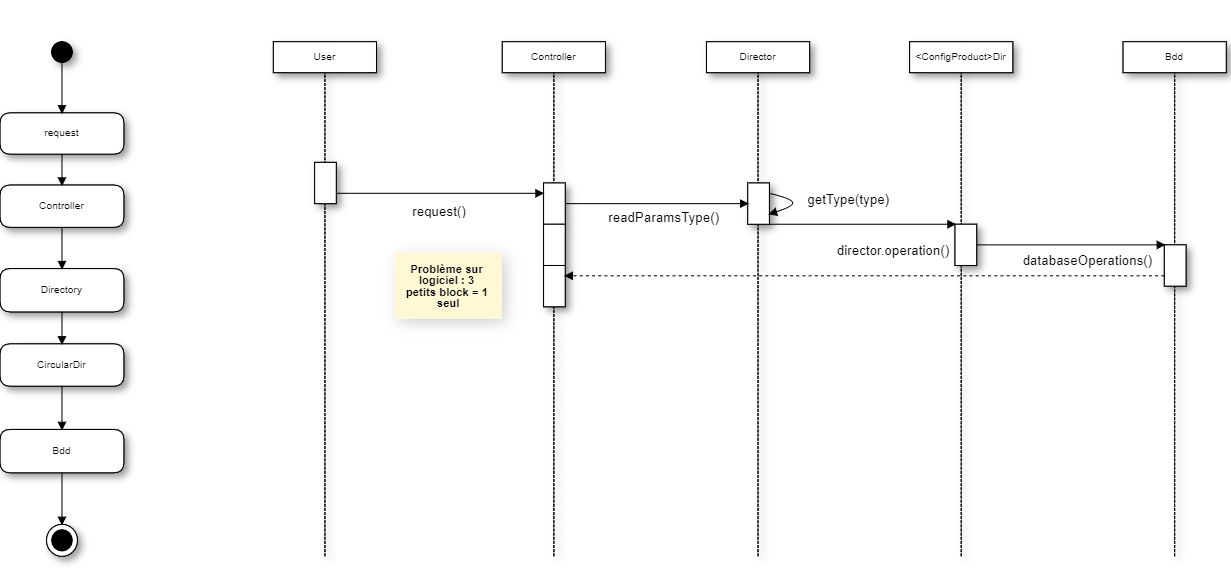 request
Controller
Directory
CircularDir
Bdd
User
Controller
Director
<ConfigProduct>Dir
Bdd
request()
readParamsType()
getType(type)
director.operation()
databaseOperations()
Problème sur
logiciel : 3
petits block = 1
seul